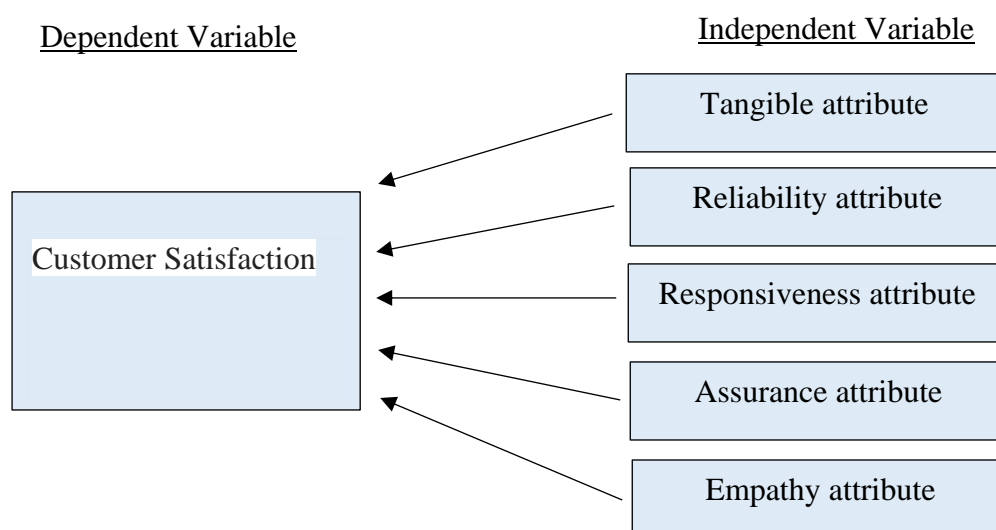 Dependent Variable
Independent Variable
Tangible attribute
Reliability attribute
Customer Satisfaction
Responsiveness attribute
Assurance attribute
Empathy attribute